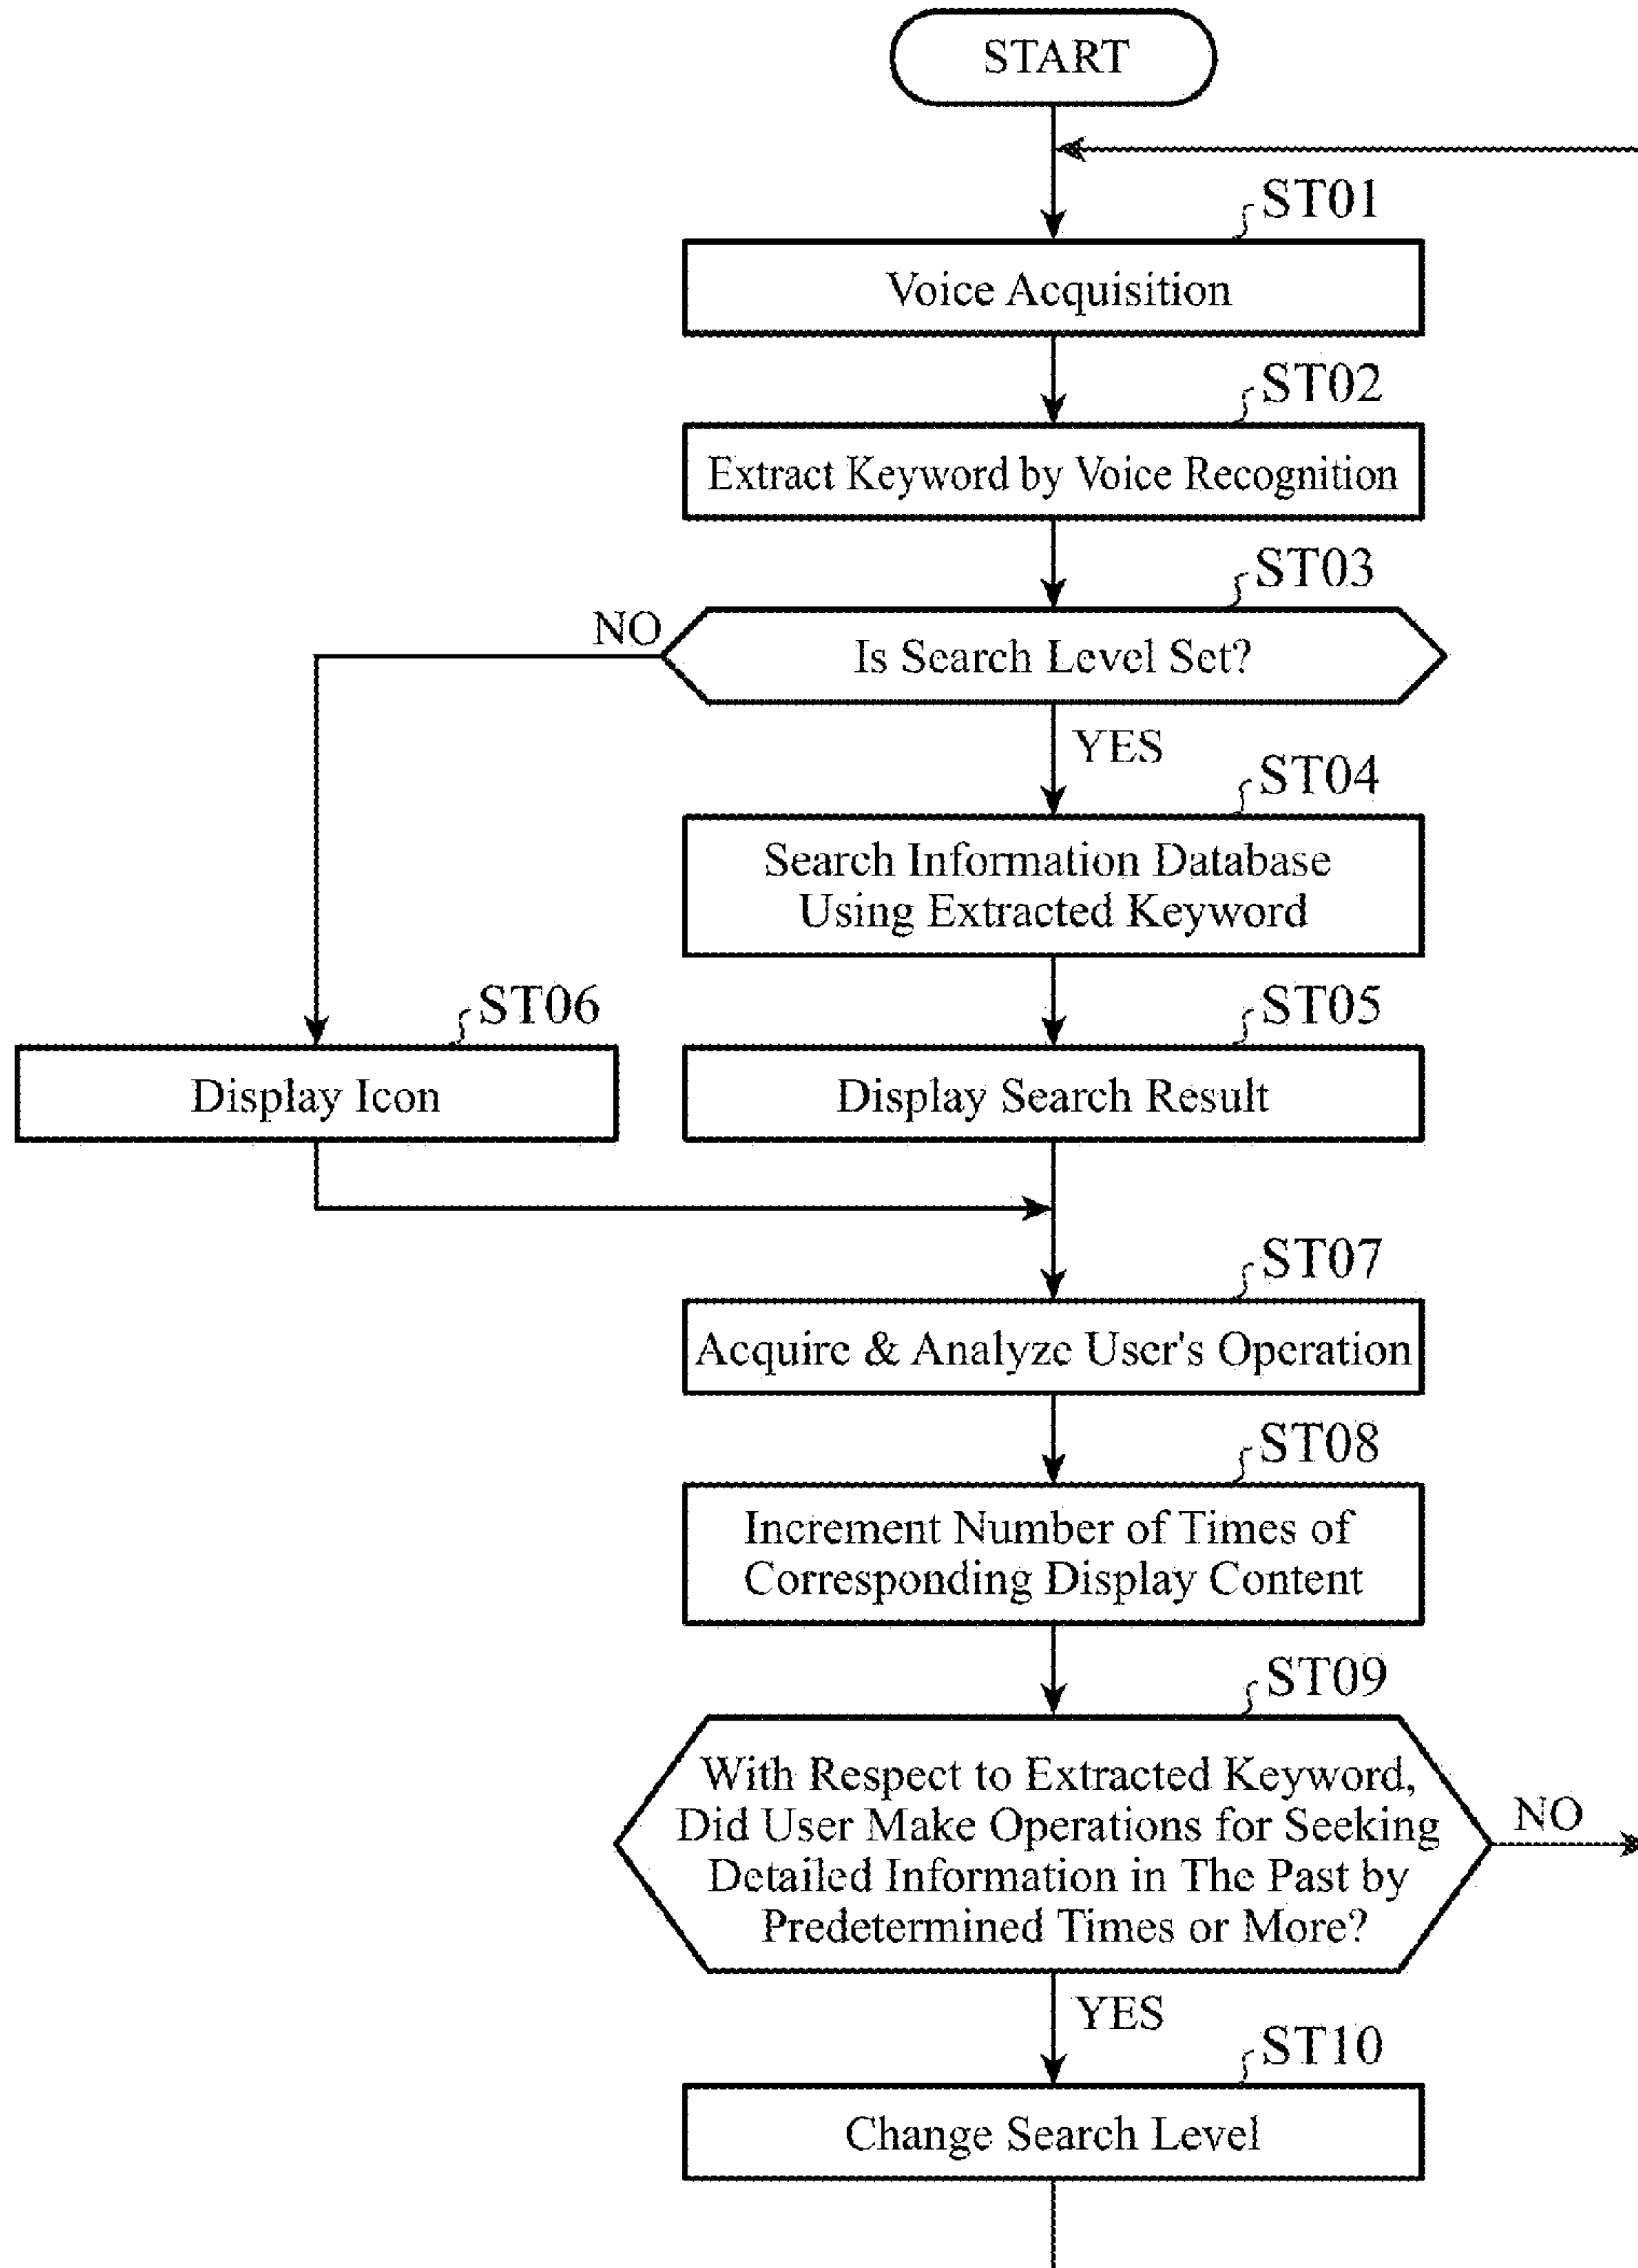 START
ST01
Voice Acquisition
ST02
Extract Keyword by Voice Recognition
ST03
NO
Is Search Level Set?
YES
ST04
Search Information Database
Using Extracted Keyword
ST06
ST05
Display Icon
Display Search Result
ST07
Acquire & Analyze User's Operation
ST08
Increment Number of Times of
Corresponding Display Content
ST09
With Respect to Extracted Keyword,
Did User Make Operations for Seeking
Detailed Information in The Past by
Predetermined Times or More?
NO
YES
ST10
Change Search Level